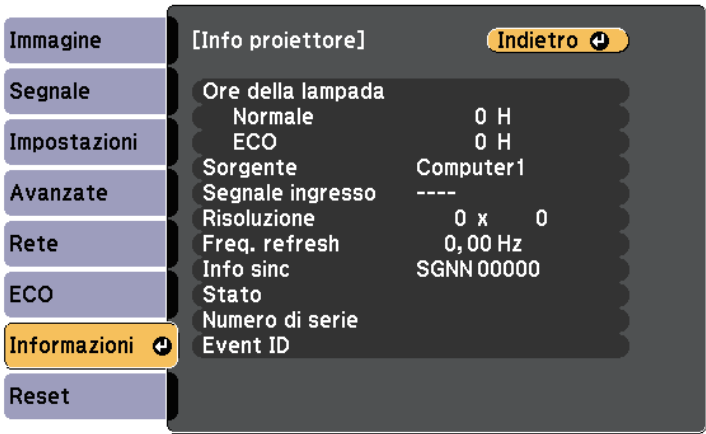 Immagine
Segnale
Impostazioni
Avanzate
Rete
ECO
Informazioni
Reset
[Info proiettore] Indietro
Ore della lampada
Normale 0 H
ECO 0 H
Sorgente Computer1
Segnale ingresso ----
Risoluzione 0 x 0
Freq. refresh 0,00 Hz
Info sinc SGNN 00000
Stato
Numero di serie
Event ID